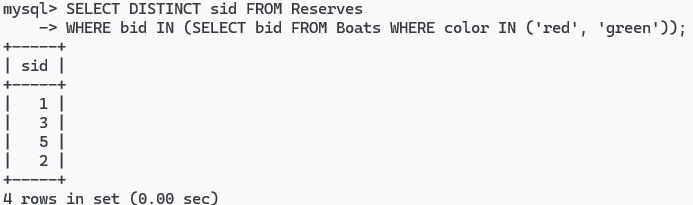 mysql> SELECT DISTINCT sid FROM Reserves
    -> WHERE bid IN (SELECT bid FROM Boats WHERE color IN ('red', 'green'));
+-----+
| sid |
+-----+
|   1 |
|   3 |
|   5 |
|   2 |
+-----+
4 rows in set (0.00 sec)